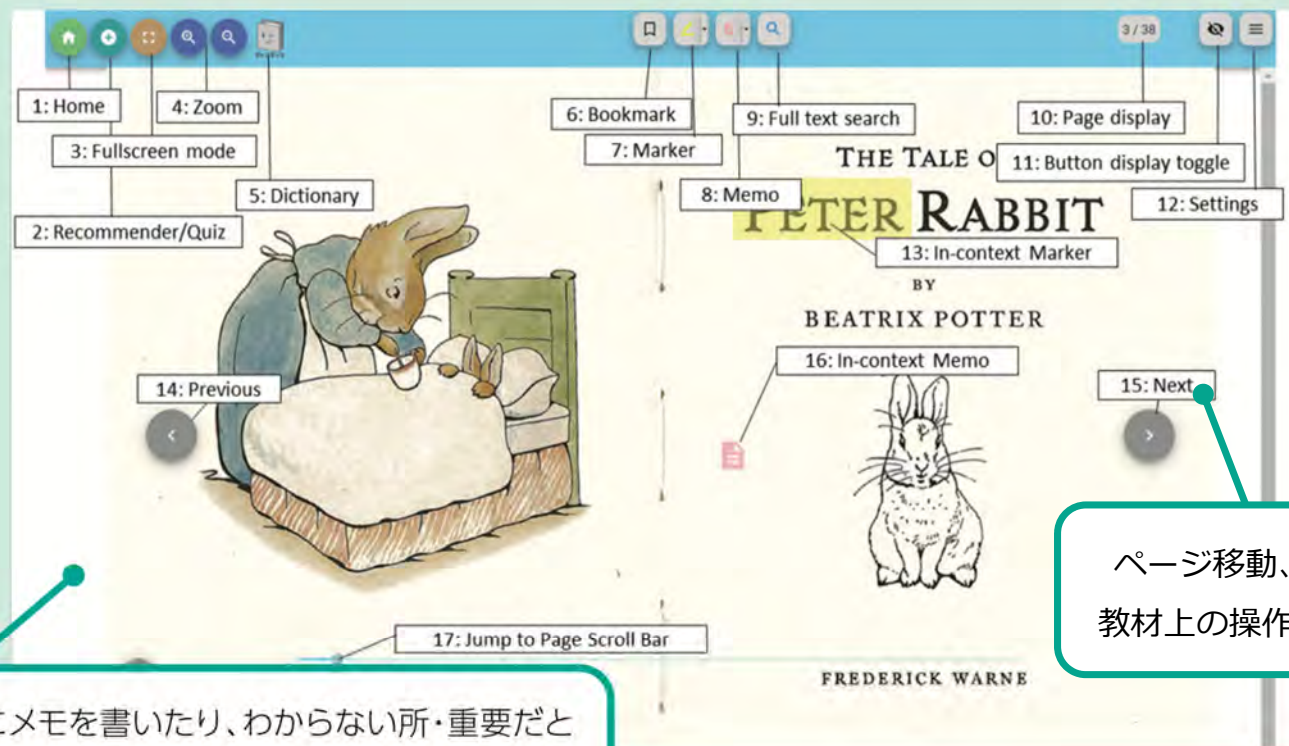 3 / 38
1: Home
4: Zoom
3: Fullscreen mode
5: Dictionary
2: Recommender/Quiz
6: Bookmark
9: Full text search
7: Marker
8: Memo
10: Page display
11: Button display toggle
12: Settings
THE TALE O
PETER RABBIT
13: In-context Marker
BY
BEATRIX POTTER
16: In-context Memo
14: Previous
15: Next
17: Jump to Page Scroll Bar
FREDERICK WARNE
ページ移動、
教材上の操作
にメモを書いたり、わからない所・重要だと